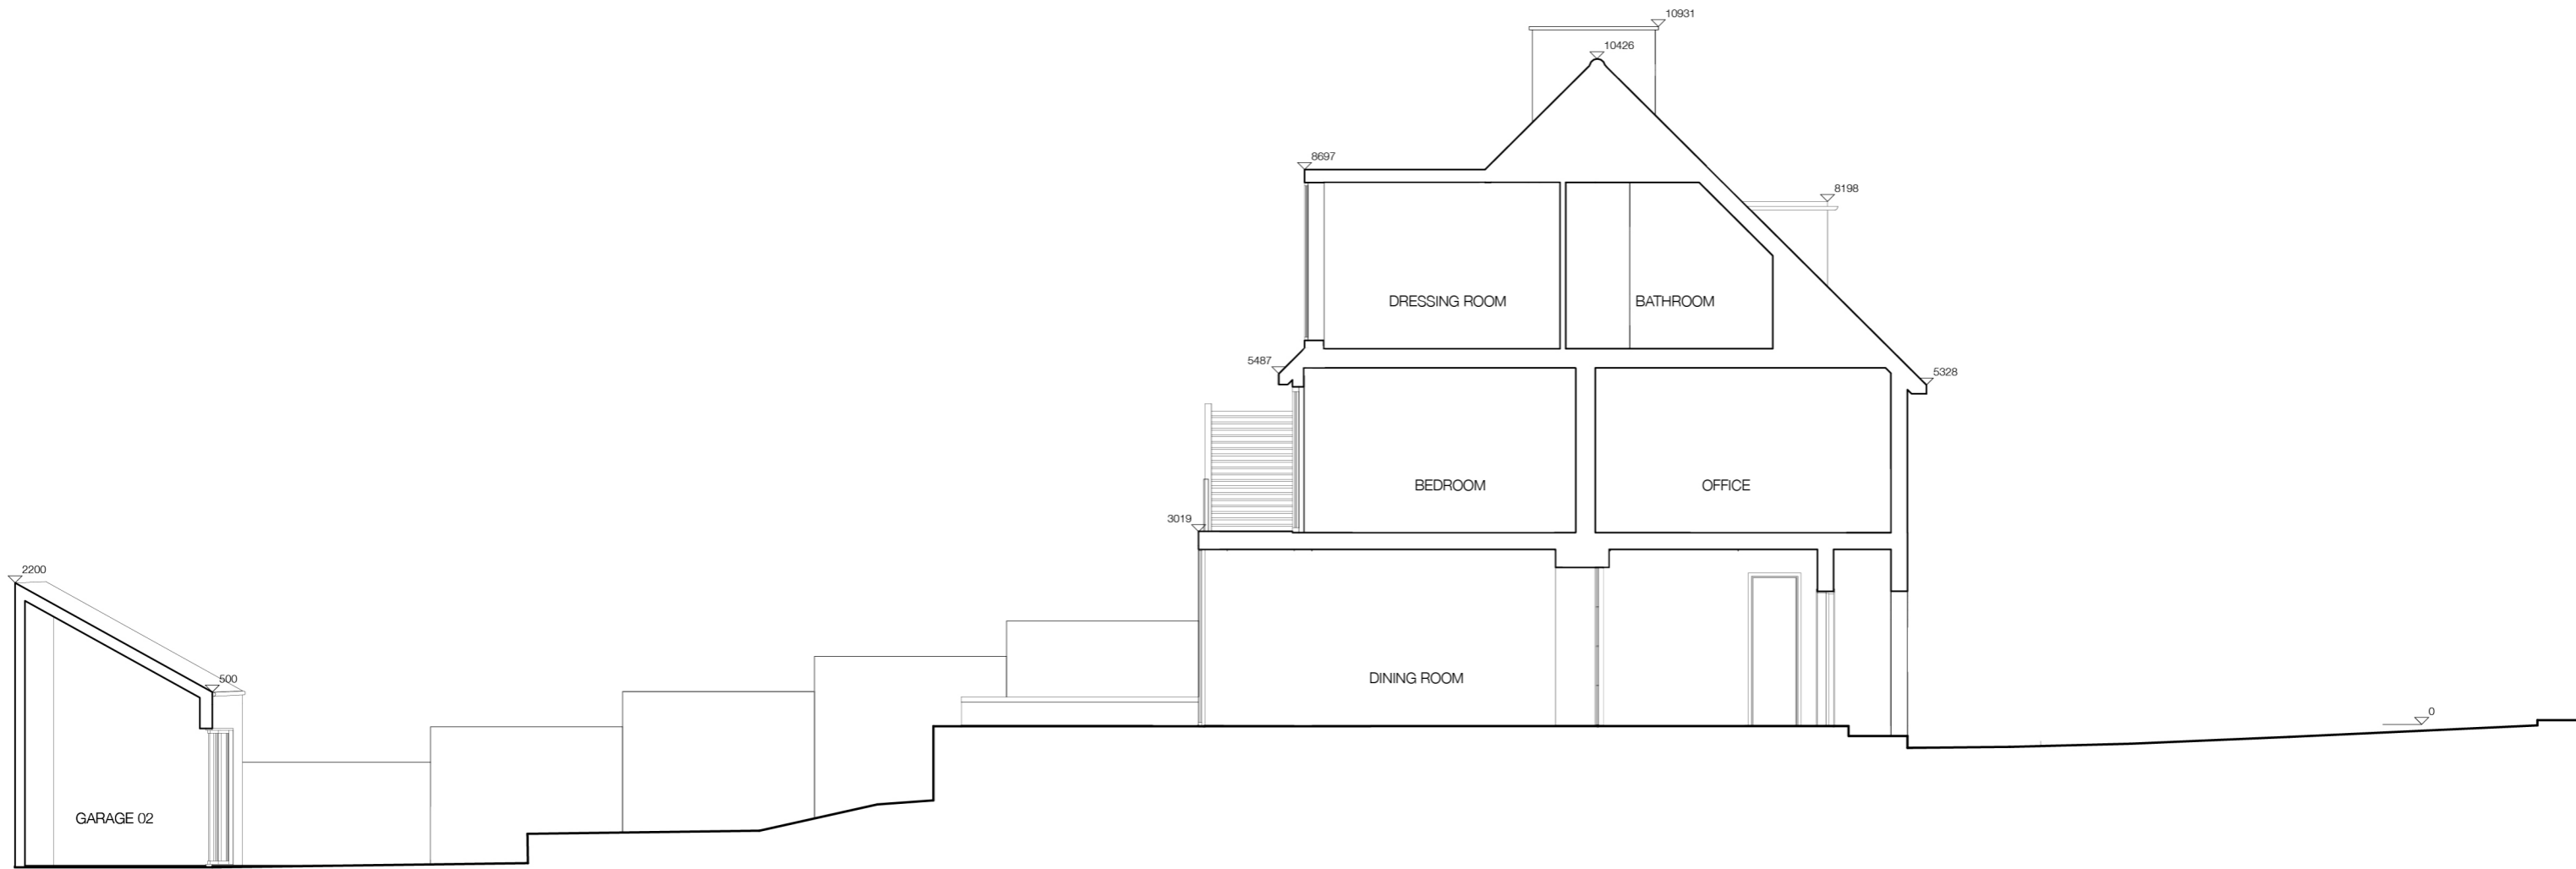 10931
10426
8697
8198
DRESSING ROOM
BATHROOM
5487
5328
BEDROOM
OFFICE
3019
2200
500
DINING ROOM
0
GARAGE 02